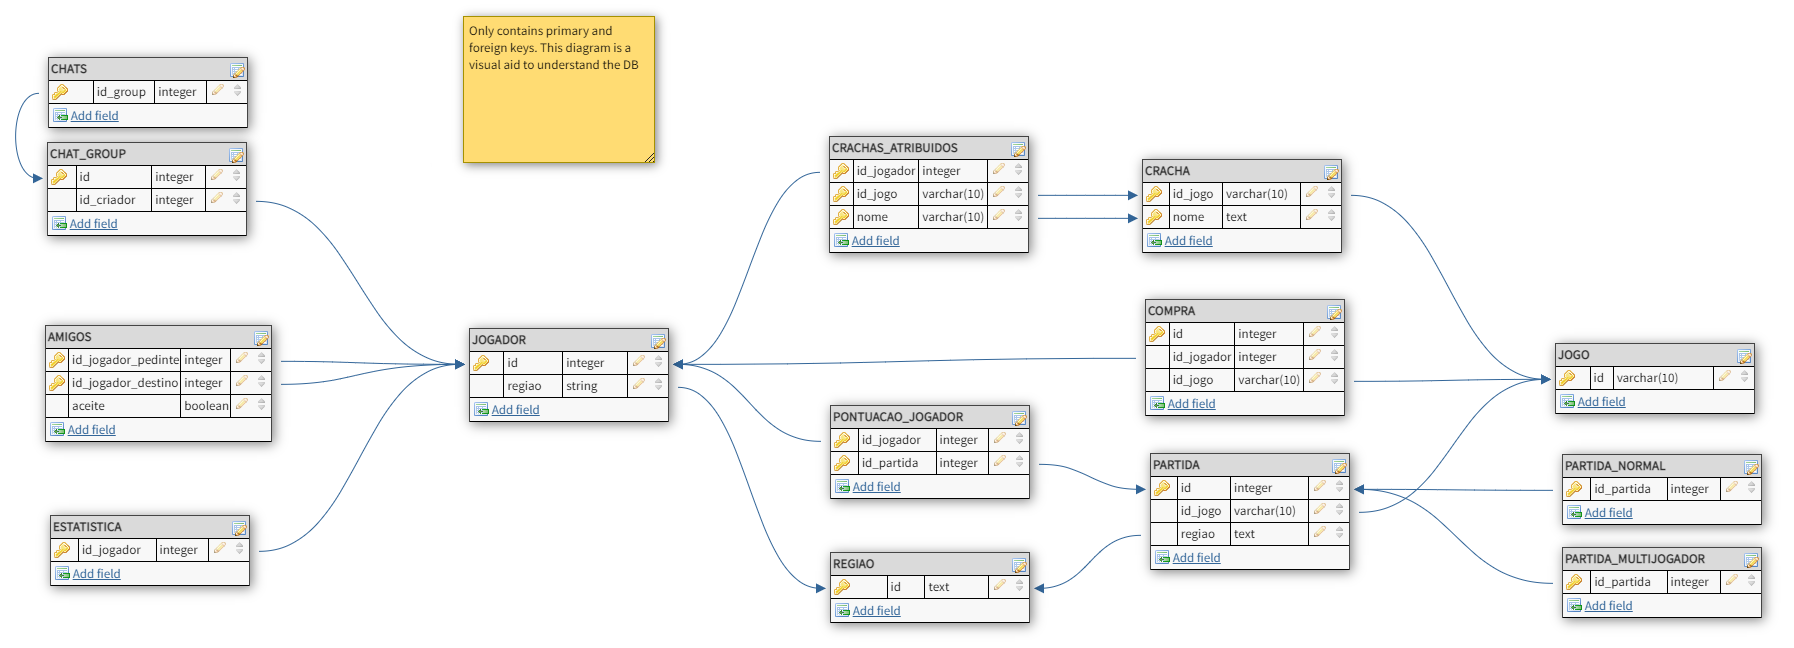 Only contains primary and
foreign keys. This diagram is a
visual aid to understand the DB
CHATS
id_group integer
Add field
CHAT_GROUP
id integer
id_criador integer
Add field
AMIGOS
id_jogador_pedinte integer
id_jogador_destino integer
aceite boolean
Add field
ESTATISTICA
id_jogador integer
Add field
JOGADOR
id integer
regiao string
Add field
CRACHAS_ATRIBUIDOS
id_jogador integer
id_jogo varchar(10)
nome varchar(10)
Add field
PONTUACAO_JOGADOR
id_jogador integer
id_partida integer
Add field
REGIAO
id text
Add field
CRACHA
id_jogo varchar(10)
nome text
Add field
COMPRA
id integer
id_jogador integer
id_jogo varchar(10)
Add field
PARTIDA
id integer
id_jogo varchar(10)
regiao text
Add field
JOGO
id varchar(10)
Add field
PARTIDA_NORMAL
id_partida integer
Add field
PARTIDA_MULTIJOGADOR
id_partida integer
Add field